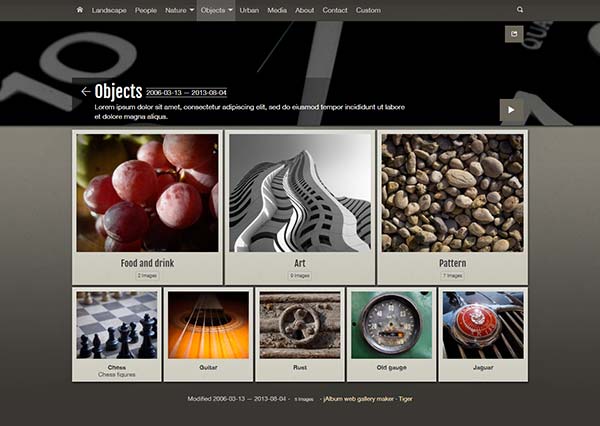 Landscape People Nature Objects Urban Media About Contact Custom
10
QUA
Objects 2006-03-13 — 2013-08-04
Lorem ipsum dolor sit amet, consectetur adipiscing elit, sed do eiusmod tempor incididunt ut labore
et dolore magna aliqua.
Food and drink Art Pattern
2 Images 9 Images 7 Images
Chess Guitar Rust Old gauge Jaguar
Chess figures
Modified 2006-03-13 — 2013-08-04 - 5 Images - jAlbum web gallery maker - Tiger